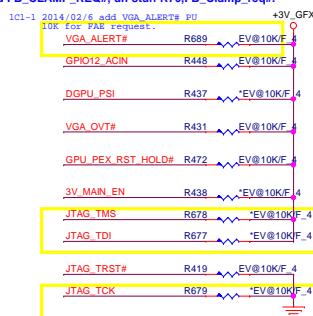 1C1-1 2014/02/6 add VGA_ALERT# PU
10K for FAE request.
+3V_GFX
VGA_ALERT# R689 EV@10K/F_4
GPIO12_ACIN R448 EV@10K/F_4
DGPU_PSI R437 *EV@10K/F_4
VGA_OVT# R431 EV@10K/F_4
GPU_PEX_RST_HOLD# R472 EV@10K/F_4
3V_MAIN_EN R438 *EV@10K/F_4
JTAG_TMS R678 *EV@10K/F_4
JTAG_TDI R677 *EV@10K/F_4
JTAG_TRST# R419 EV@10K/F_4
JTAG_TCK R679 *EV@10K/F_4